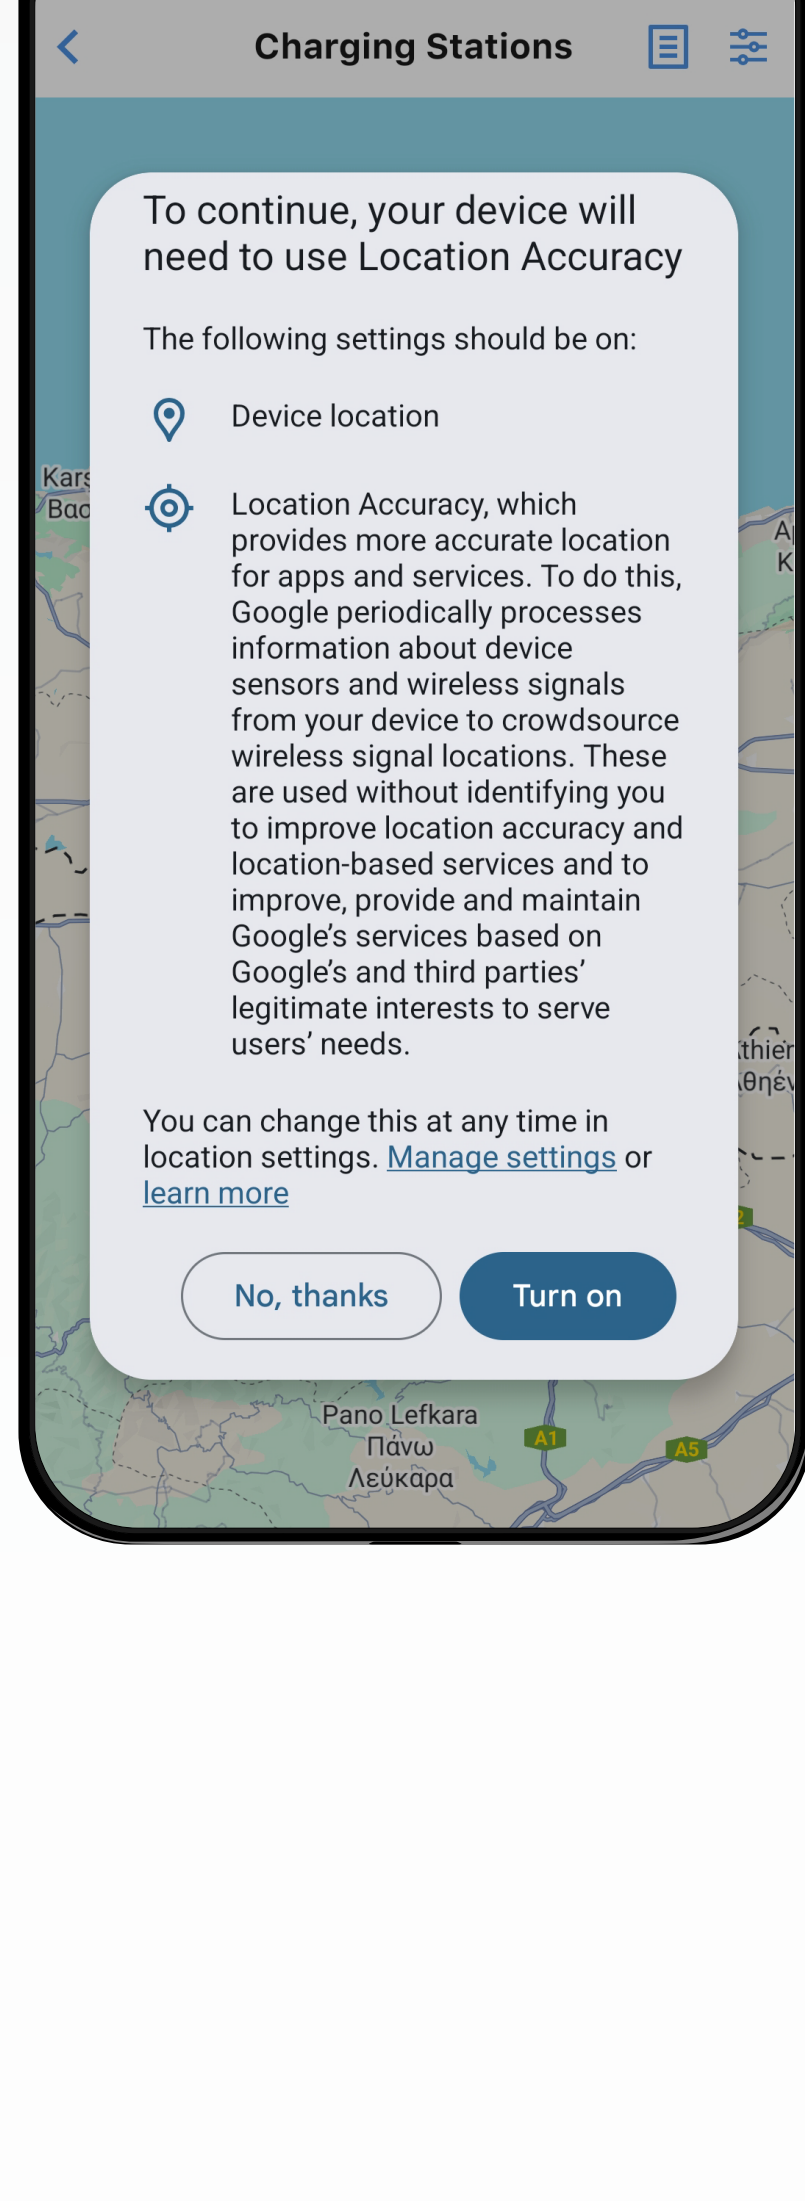 Charging Stations
To continue, your device will
need to use Location Accuracy
The following settings should be on:
Device location
Location Accuracy, which
provides more accurate location
for apps and services. To do this,
Google periodically processes
information about device
sensors and wireless signals
from your device to crowdsource
wireless signal locations. These
are used without identifying you
to improve location accuracy and
location-based services and to
improve, provide and maintain
Google’s services based on
Google’s and third parties’
legitimate interests to serve
users’ needs.
You can change this at any time in
location settings. Manage settings or
learn more
No, thanks
Turn on
Pano Lefkara
Πάνω
Λεύκαρα
A1
A5